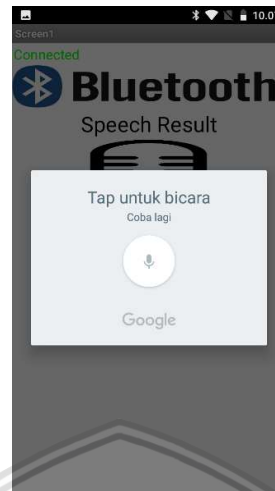 10.0
Screen1
Connected
Bluetooth
Speech Result
Tap untuk bicara
Coba lagi
Google